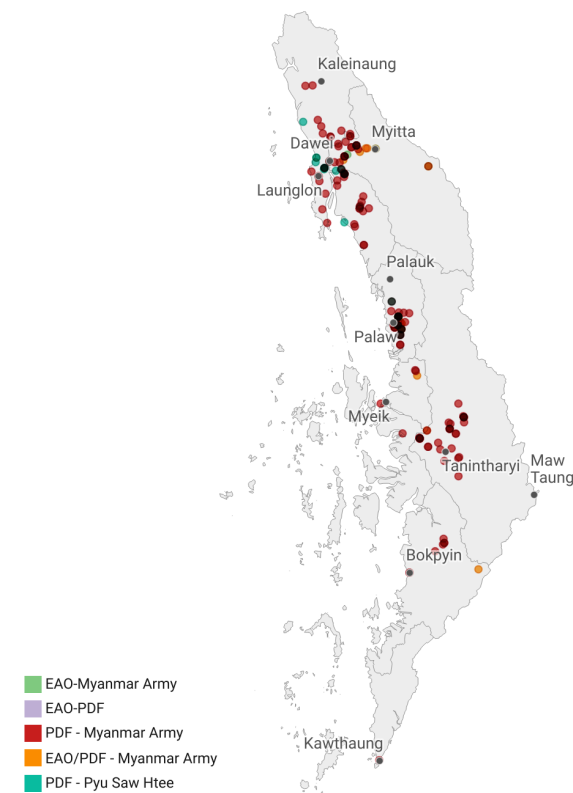 Kaleinaung
Dawei
Myitta
Launglon
Palauk
Palaw
Myeik
Tanintharyi
Maw
Taung
Bokpyin
EAO-Myanmar Army
EAO-PDF
PDF - Myanmar Army
EAO/PDF - Myanmar Army
Kawthaung
PDF - Pyu Saw Htee